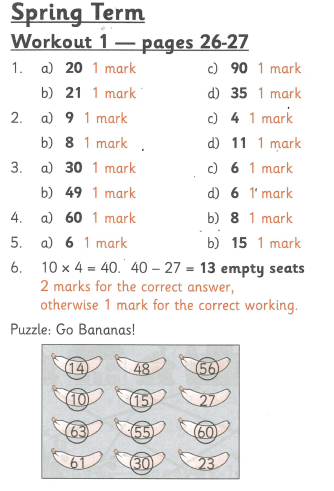 Spring Term
Workout 1 — pages 26-27
1. a) 20 1 mark c) 90 1 mark
b) 21 1 mark d) 35 1 mark
2. a) 9 1 mark c) 4 1 mark
b) 8 1 mark d) 11 1 mark
3. a) 30 1 mark c) 6 1 mark
b) 49 1 mark d) 6 1 mark
4. a) 60 1 mark b) 8 1 mark
5. a) 6 1 mark b) 15 1 mark
6. 10 × 4 = 40. 40 – 27 = 13 empty seats
2 marks for the correct answer,
otherwise 1 mark for the correct working.
Puzzle: Go Bananas!
14 48 56
10 15 27
63 55 60
61 30 23